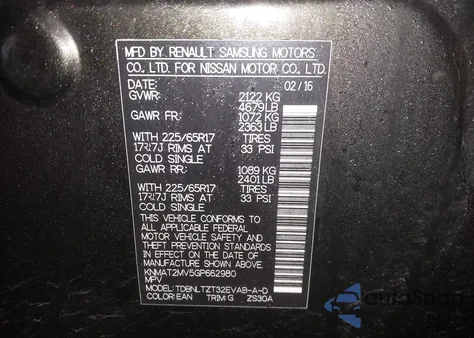 MFD BY RENAULT SAMSUNG MOTORS
CO., LTD. FOR NISSAN MOTOR CO., LTD.
DATE: 02/16
GVWR: 2122 KG
4679 LB
GAWR FR: 1072 KG
2363 LB
WITH 225/65R17 TIRES
17X7J RIMS AT 33 PSI
COLD SINGLE
GAWR RR: 1089 KG
2401 LB
WITH 225/65R17 TIRES
17X7J RIMS AT 33 PSI
COLD SINGLE
THIS VEHICLE CONFORMS TO
ALL APPLICABLE FEDERAL
MOTOR VEHICLE SAFETY AND
THEFT PREVENTION STANDARDS
IN EFFECT ON THE DATE OF
MANUFACTURE SHOWN ABOVE.
KNMAT2MV5GP662980
MPV
MODEL: TDBNLTZT32EVAB-A-D
COLOR:EAN TRIM:G ZS30A
autoSnap